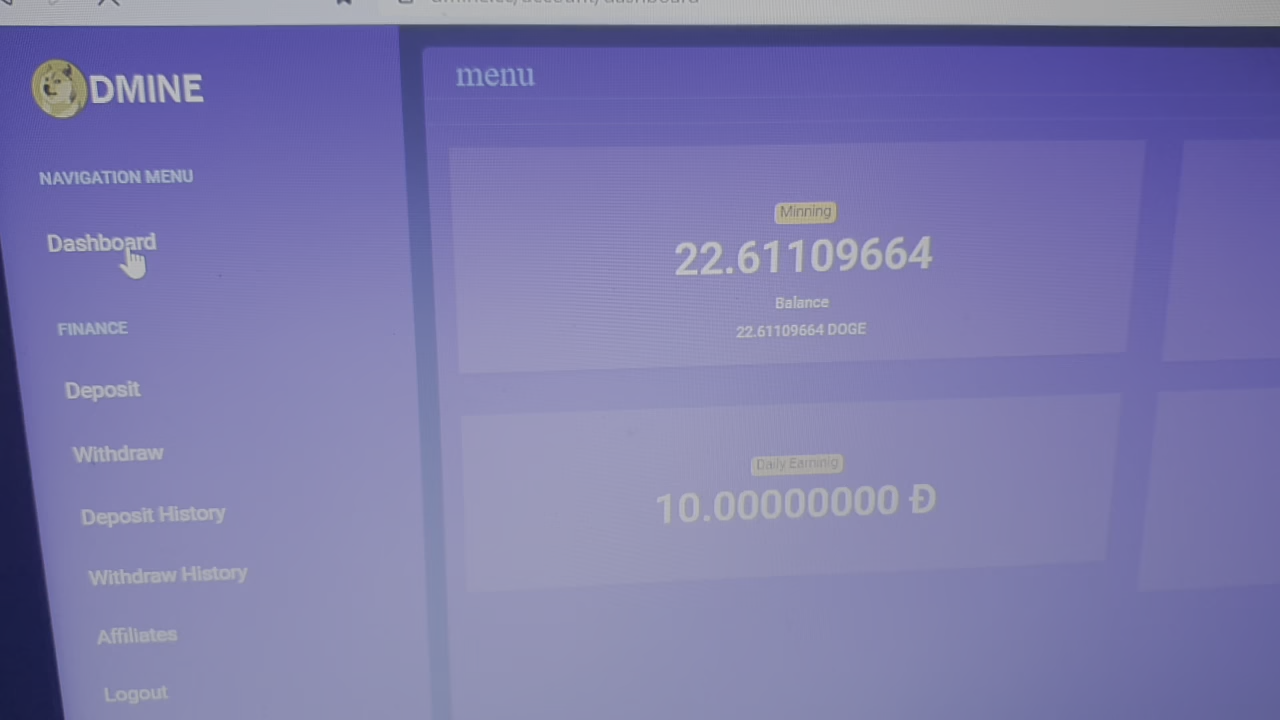 DMINE
menu
NAVIGATION MENU
Dashboard
FINANCE
Deposit
Withdraw
Deposit History
Withdraw History
Affiliates
Logout
Minning
22.61109664
Balance
22.61109664 DOGE
Daily Earninig
10.00000000 Đ